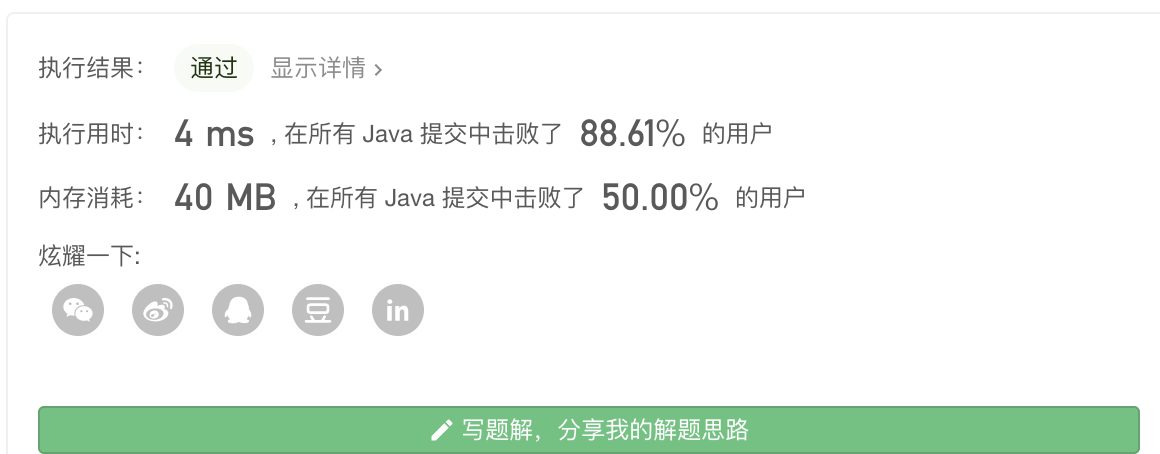 执行结果： 通过 显示详情 ›
执行用时： 4 ms , 在所有 Java 提交中击败了 88.61% 的用户
内存消耗： 40 MB , 在所有 Java 提交中击败了 50.00% 的用户
炫耀一下:
豆 in
写题解，分享我的解题思路